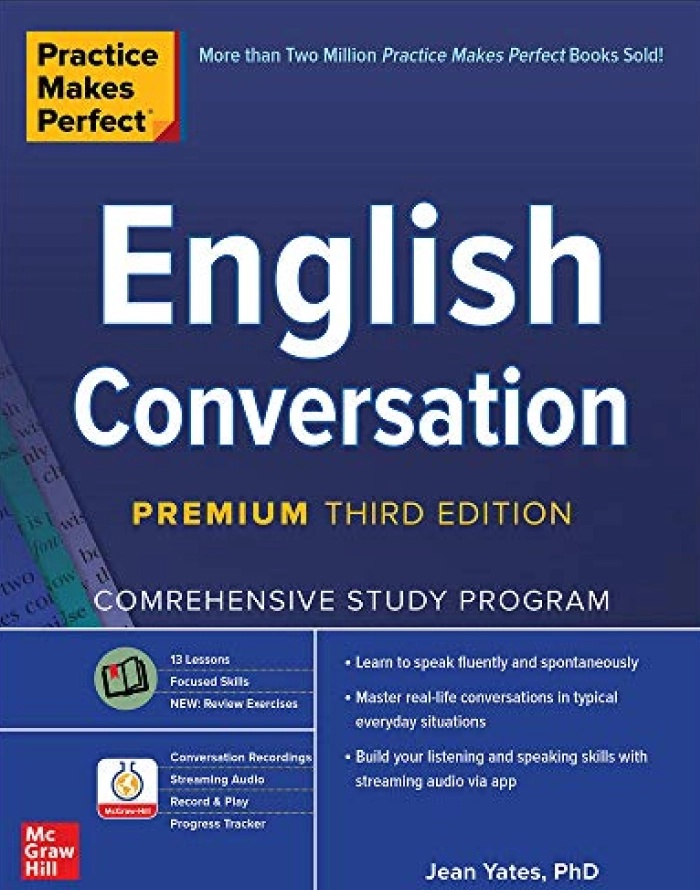 Practice
Makes
Perfect®
More than Two Million Practice Makes Perfect Books Sold!
English
Conversation
PREMIUM THIRD EDITION
COMREHENSIVE STUDY PROGRAM
13 Lessons
Focused Skills
NEW: Review Exercises
Conversation Recordings
Streaming Audio
Record & Play
Progress Tracker
McGraw-Hill
• Learn to speak fluently and spontaneously
• Master real-life conversations in typical
everyday situations
• Build your listening and speaking skills with
streaming audio via app
Mc
Graw
Hill
Jean Yates, PhD